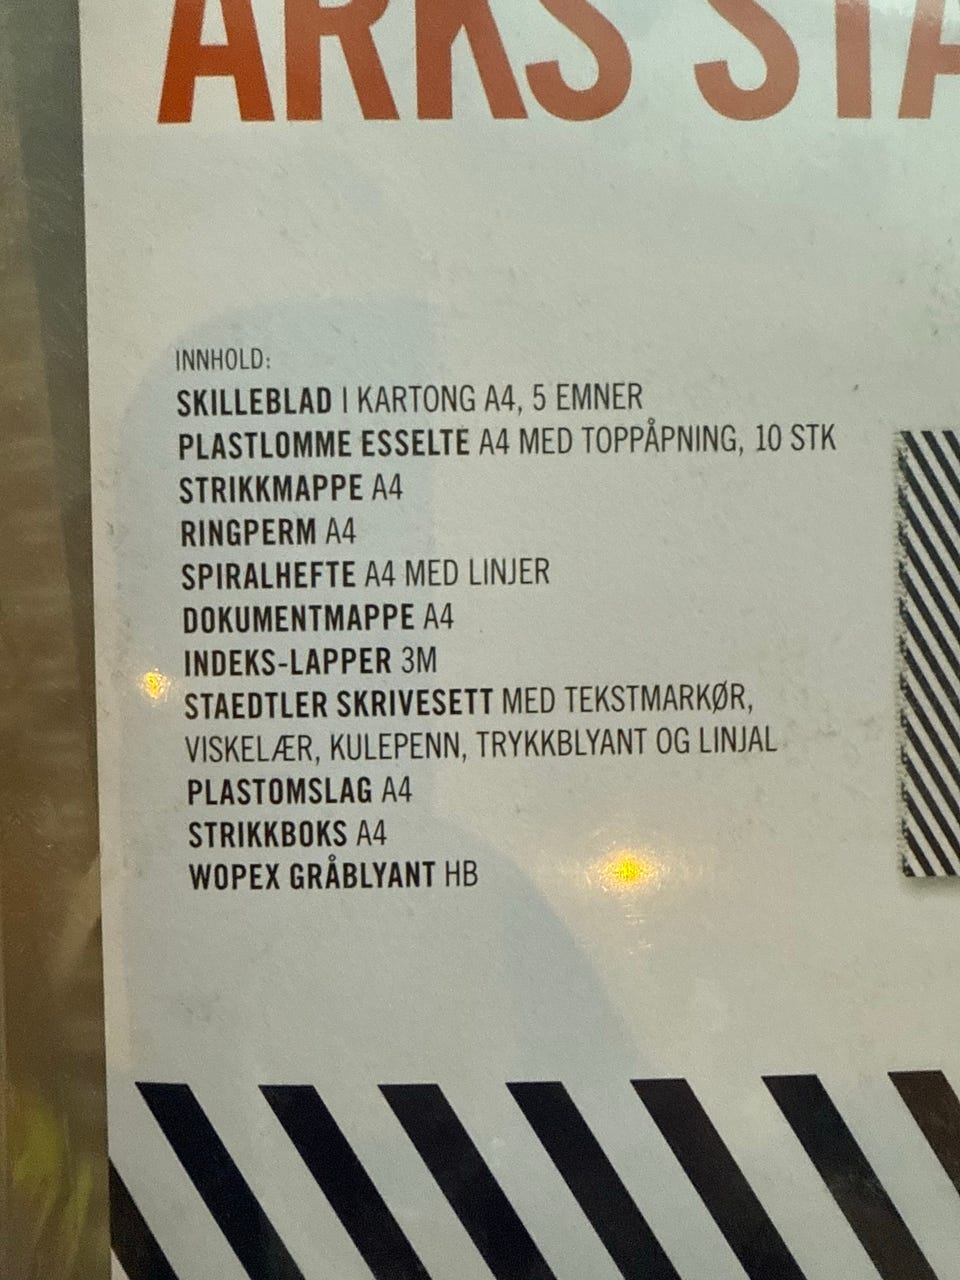 ARKS STA
INNHOLD:
SKILLEBLAD I KARTONG A4, 5 EMNER
PLASTLOMME ESSELTE A4 MED TOPPÅPNING, 10 STK
STRIKKMAPPE A4
RINGPERM A4
SPIRALHEFTE A4 MED LINJER
DOKUMENTMAPPE A4
INDEKS-LAPPER 3M
STAEDTLER SKRIVESETT MED TEKSTMARKØR,
VISKELÆR, KULEPENN, TRYKKBLYANT OG LINJAL
PLASTOMSLAG A4
STRIKKBOKS A4
WOPEX GRÅBLYANT HB